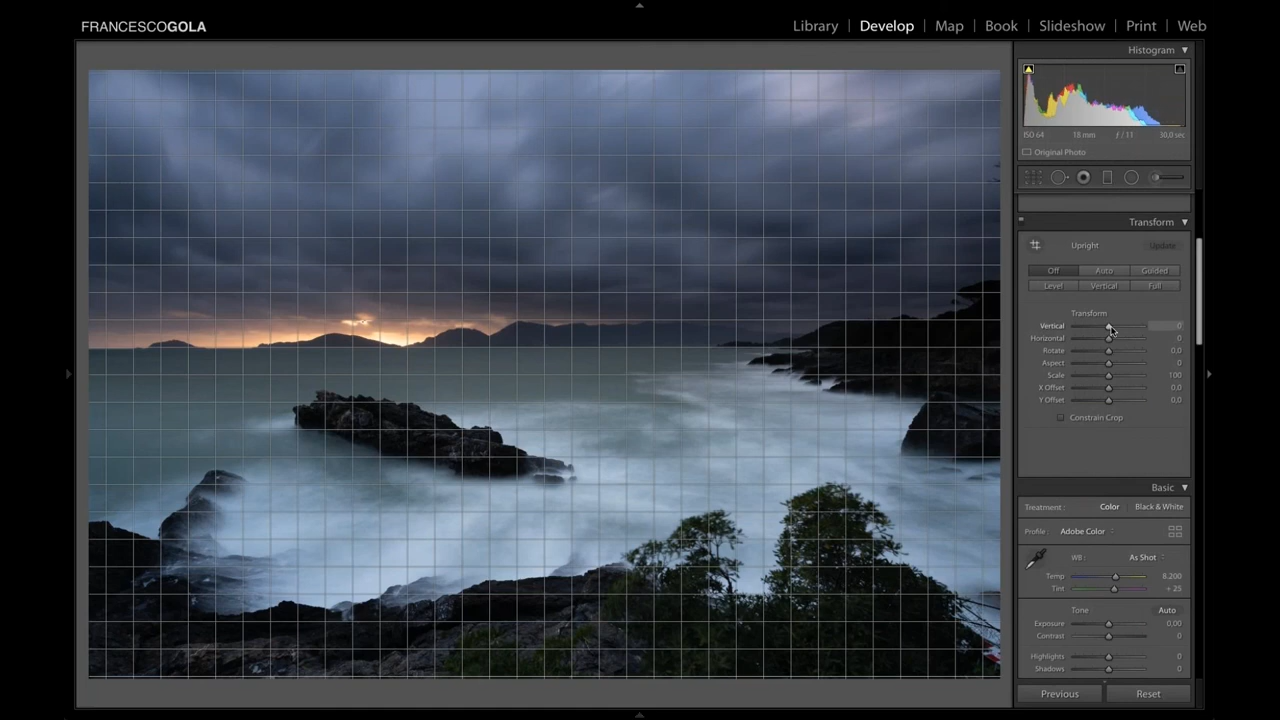 FRANCESCOGOLA
Library | Develop | Map | Book | Slideshow | Print | Web
Histogram
ISO 64 18 mm ƒ / 11 30,0 sec
Original Photo
Transform
Upright Update
Off Auto Guided
Level Vertical Full
Transform
Vertical 0
Horizontal 0
Rotate 0,0
Aspect 0
Scale 100
X Offset 0,0
Y Offset 0,0
Constrain Crop
Basic
Treatment : Color Black & White
Profile : Adobe Color
WB : As Shot
Temp 8.200
Tint + 25
Tone Auto
Exposure 0,00
Contrast 0
Highlights 0
Shadows 0
Previous Reset